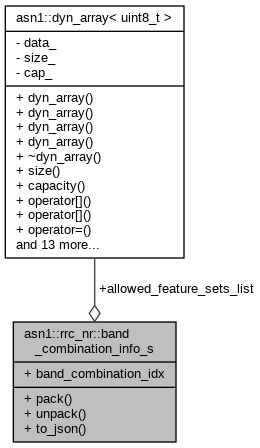 asn1::dyn_array< uint8_t >
- data_
- size_
- cap_
+ dyn_array()
+ dyn_array()
+ dyn_array()
+ dyn_array()
+ ~dyn_array()
+ size()
+ capacity()
+ operator[]()
+ operator[]()
+ operator=()
and 13 more...
+allowed_feature_sets_list
asn1::rrc_nr::band
_combination_info_s
+ band_combination_idx
+ pack()
+ unpack()
+ to_json()